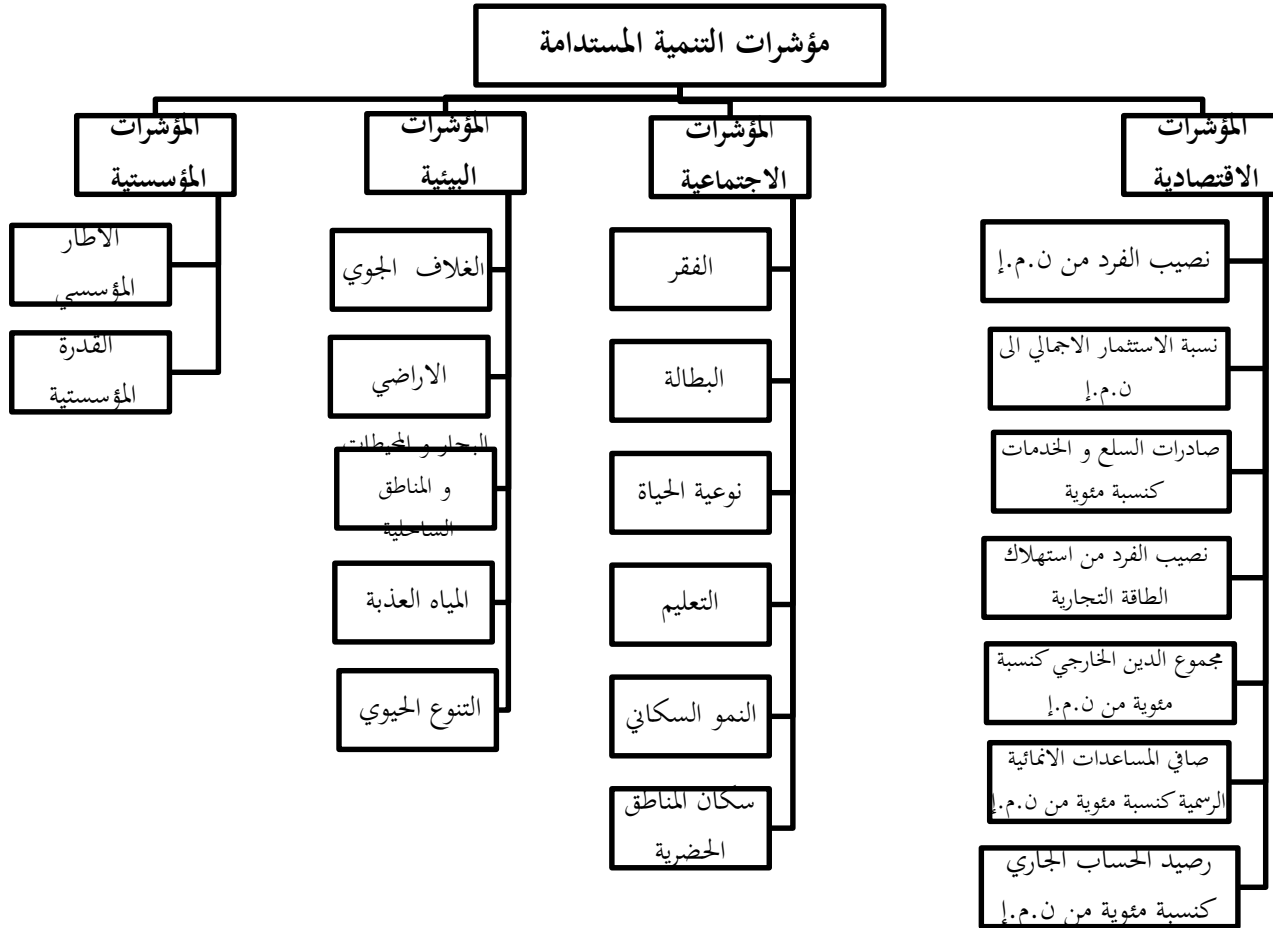 مؤشرات التنمية المستدامة
المؤشرات
الاقتصادية
نصيب الفرد من ن.م.إ
نسبة الاستثمار الاجمالي الى
ن.م.إ
صادرات السلع و الخدمات
كنسبة مئوية
نصيب الفرد من استهلاك
الطاقة التجارية
مجموع الدين الخارجي كنسبة
مئوية من ن.م.إ
صافي المساعدات الانمائية
الرسمية كنسبة مئوية من ن.م.إ
رصيد الحساب الجاري
كنسبة مئوية من ن.م.إ
المؤشرات
الاجتماعية
الفقر
البطالة
نوعية الحياة
التعليم
النمو السكاني
سكان المناطق
الحضرية
المؤشرات
البيئية
الغلاف الجوي
الاراضي
البحار و المحيطات
و المناطق
الساحلية
المياه العذبة
التنوع الحيوي
المؤشرات
المؤسستية
الاطار
المؤسسي
القدرة
المؤسستية